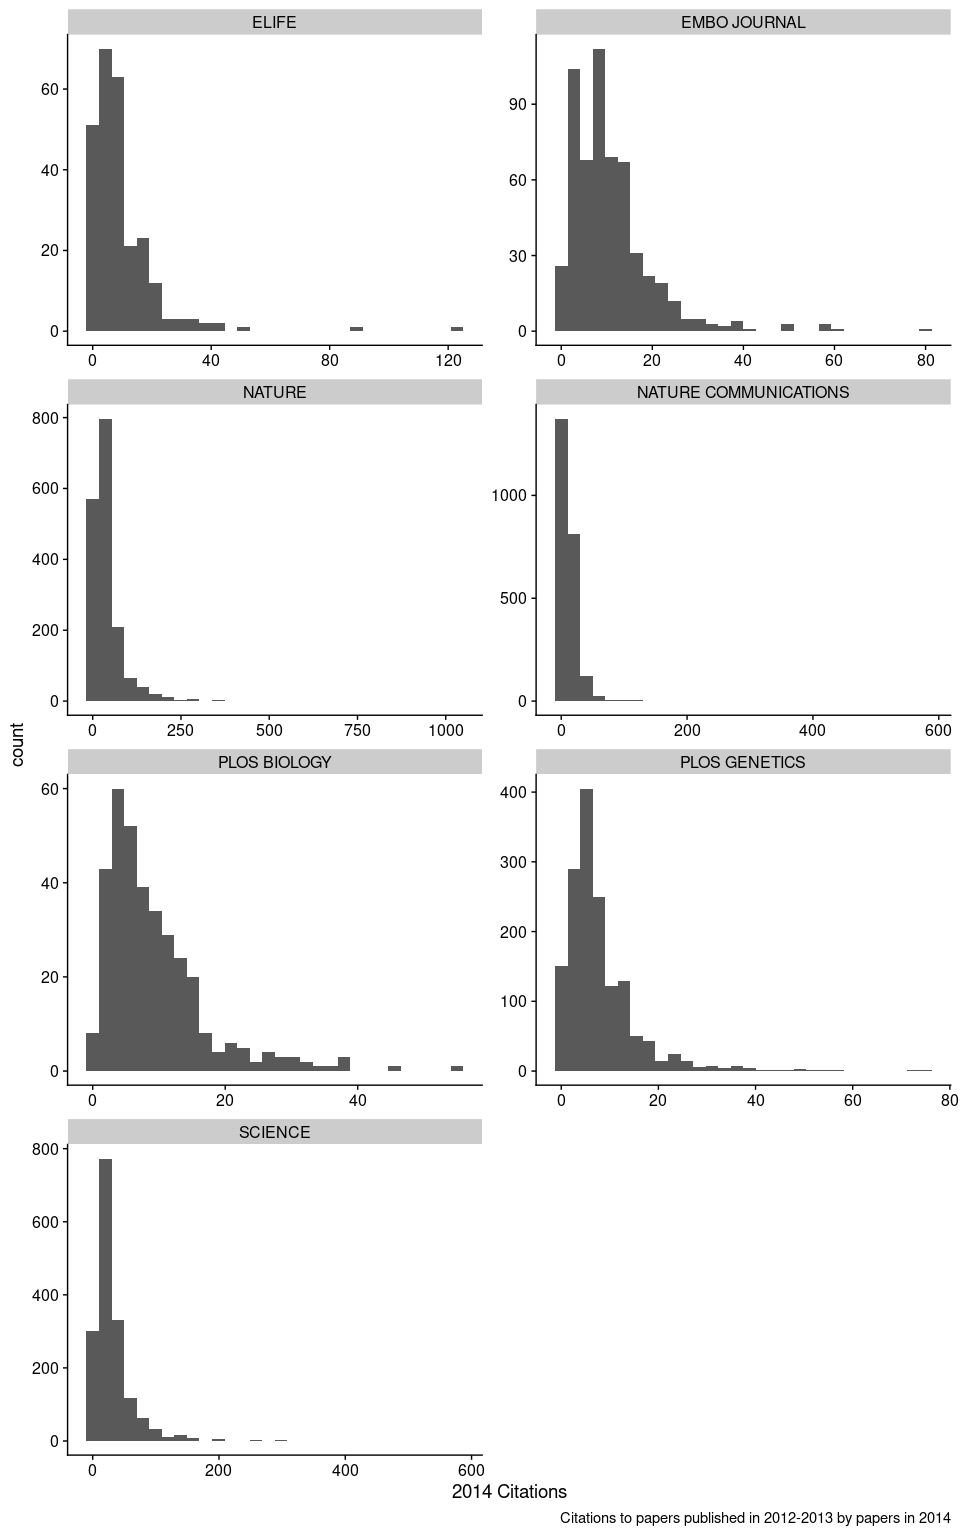 ELIFE
EMBO JOURNAL
60
40
20
0
90
60
30
0
0 40 80 120
0 20 40 60 80
NATURE
NATURE COMMUNICATIONS
800
600
400
200
0
1000
500
0
0 250 500 750 1000
0 200 400 600
count
PLOS BIOLOGY
PLOS GENETICS
60
40
20
0
400
300
200
100
0
0 20 40
0 20 40 60 80
SCIENCE
800
600
400
200
0
0 200 400 600
2014 Citations
Citations to papers published in 2012-2013 by papers in 2014